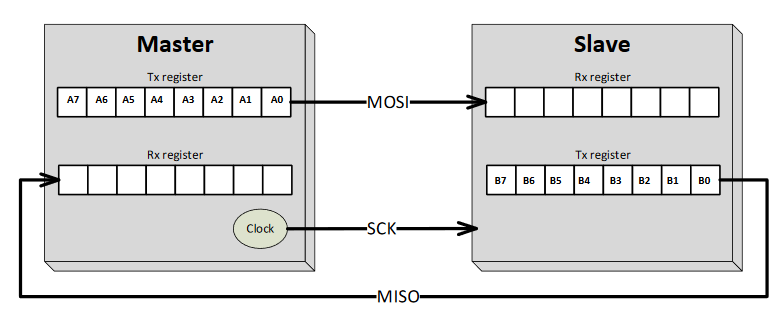 Master
Slave
Tx register
Rx register
A7 A6 A5 A4 A3 A2 A1 A0
MOSI
Rx register
Tx register
B7 B6 B5 B4 B3 B2 B1 B0
Clock
SCK
MISO